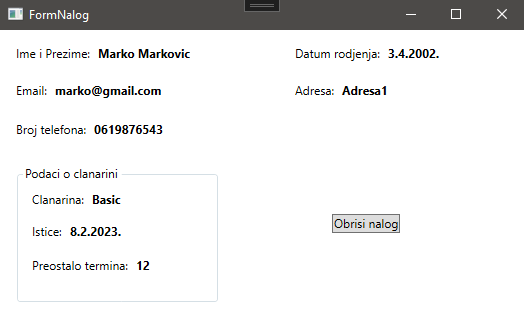 FormNalog
Ime i Prezime: Marko Markovic
Datum rodjenja: 3.4.2002.
Email: marko@gmail.com
Adresa: Adresa1
Broj telefona: 0619876543
Podaci o clanarini
Clanarina: Basic
Istice: 8.2.2023.
Preostalo termina: 12
Obrisi nalog